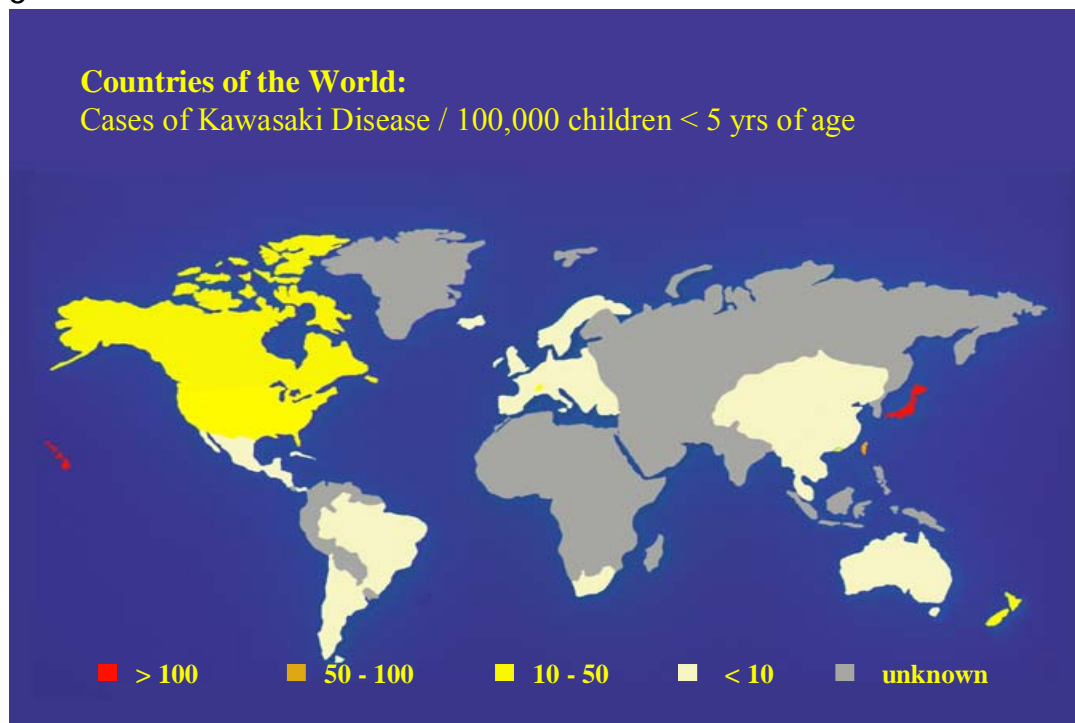 Countries of the World:
Cases of Kawasaki Disease / 100,000 children < 5 yrs of age
> 100 50 - 100 10 - 50 < 10 unknown